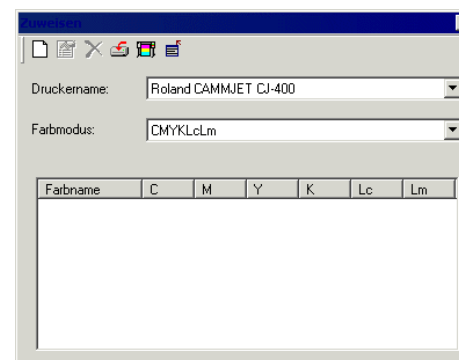 Zuweisen
Druckername: Roland CAMMJET CJ-400
Farbmodus: CMYKLcLm
Farbname C M Y K Lc Lm